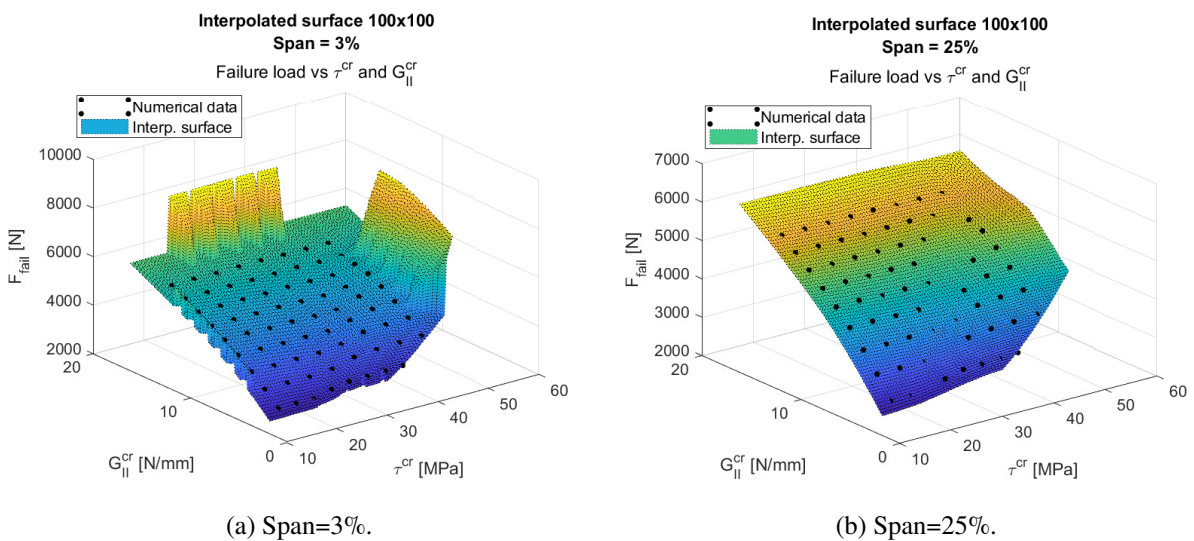 Interpolated surface 100x100
Span = 3%
Failure load vs τ^cr and G_II^cr
Numerical data
Interp. surface
10000
8000
6000
4000
2000
F_fail [N]
20
10
0
G_II^cr [N/mm]
10
20
30
40
50
60
τ^cr [MPa]
(a) Span=3%.
Interpolated surface 100x100
Span = 25%
Failure load vs τ^cr and G_II^cr
Numerical data
Interp. surface
7000
6000
5000
4000
3000
2000
F_fail [N]
20
10
0
G_II^cr [N/mm]
10
20
30
40
50
60
τ^cr [MPa]
(b) Span=25%.